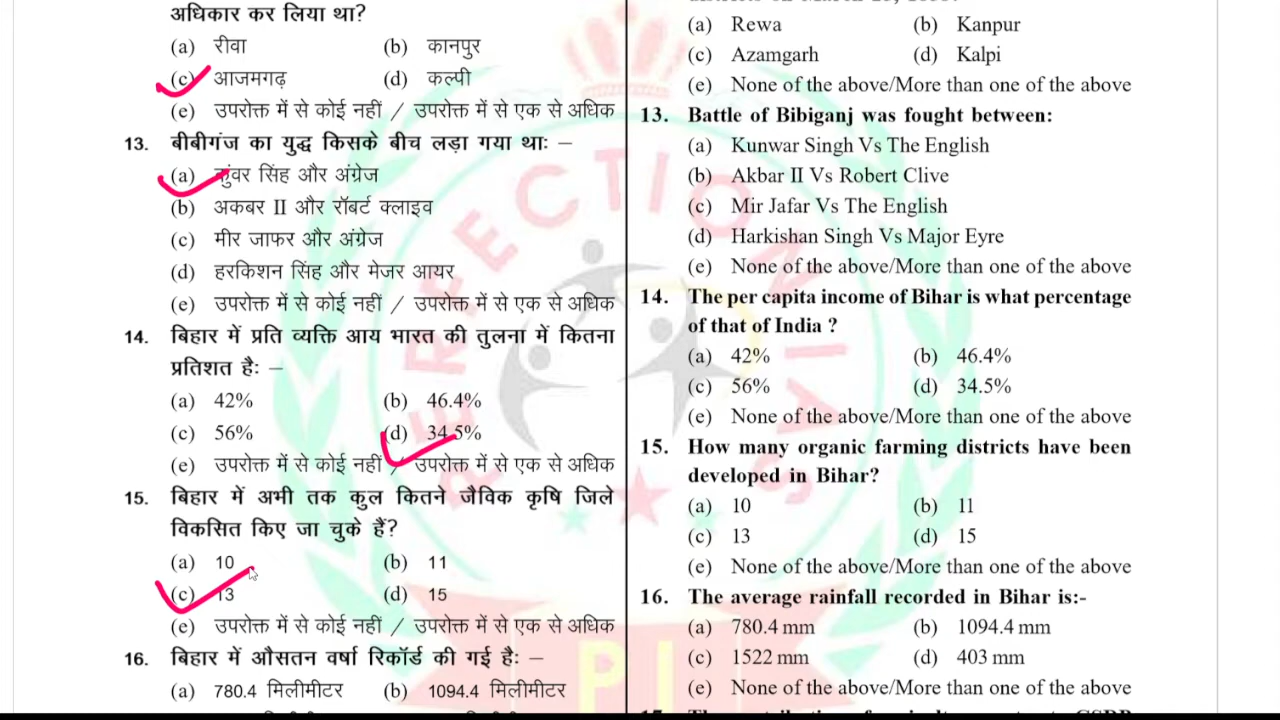 अधिकार कर लिया था?
(a) रीवा (b) कानपुर
(c) आजमगढ़ (d) कल्पी
(e) उपरोक्त में से कोई नहीं / उपरोक्त में से एक से अधिक
13. बीबीगंज का युद्ध किसके बीच लड़ा गया थाः –
(a) कुंवर सिंह और अंग्रेज
(b) अकबर II और रॉबर्ट क्लाइव
(c) मीर जाफर और अंग्रेज
(d) हरकिशन सिंह और मेजर आयर
(e) उपरोक्त में से कोई नहीं / उपरोक्त में से एक से अधिक
14. बिहार में प्रति व्यक्ति आय भारत की तुलना में कितना
प्रतिशत हैः –
(a) 42% (b) 46.4%
(c) 56% (d) 34.5%
(e) उपरोक्त में से कोई नहीं / उपरोक्त में से एक से अधिक
15. बिहार में अभी तक कुल कितने जैविक कृषि जिले
विकसित किए जा चुके हैं?
(a) 10 (b) 11
(c) 13 (d) 15
(e) उपरोक्त में से कोई नहीं / उपरोक्त में से एक से अधिक
16. बिहार में औसतन वर्षा रिकॉर्ड की गई हैः –
(a) 780.4 मिलीमीटर (b) 1094.4 मिलीमीटर
(a) Rewa (b) Kanpur
(c) Azamgarh (d) Kalpi
(e) None of the above/More than one of the above
13. Battle of Bibiganj was fought between:
(a) Kunwar Singh Vs The English
(b) Akbar II Vs Robert Clive
(c) Mir Jafar Vs The English
(d) Harkishan Singh Vs Major Eyre
(e) None of the above/More than one of the above
14. The per capita income of Bihar is what percentage
of that of India ?
(a) 42% (b) 46.4%
(c) 56% (d) 34.5%
(e) None of the above/More than one of the above
15. How many organic farming districts have been
developed in Bihar?
(a) 10 (b) 11
(c) 13 (d) 15
(e) None of the above/More than one of the above
16. The average rainfall recorded in Bihar is:-
(a) 780.4 mm (b) 1094.4 mm
(c) 1522 mm (d) 403 mm
(e) None of the above/More than one of the above
PERFECTION IAS
PI